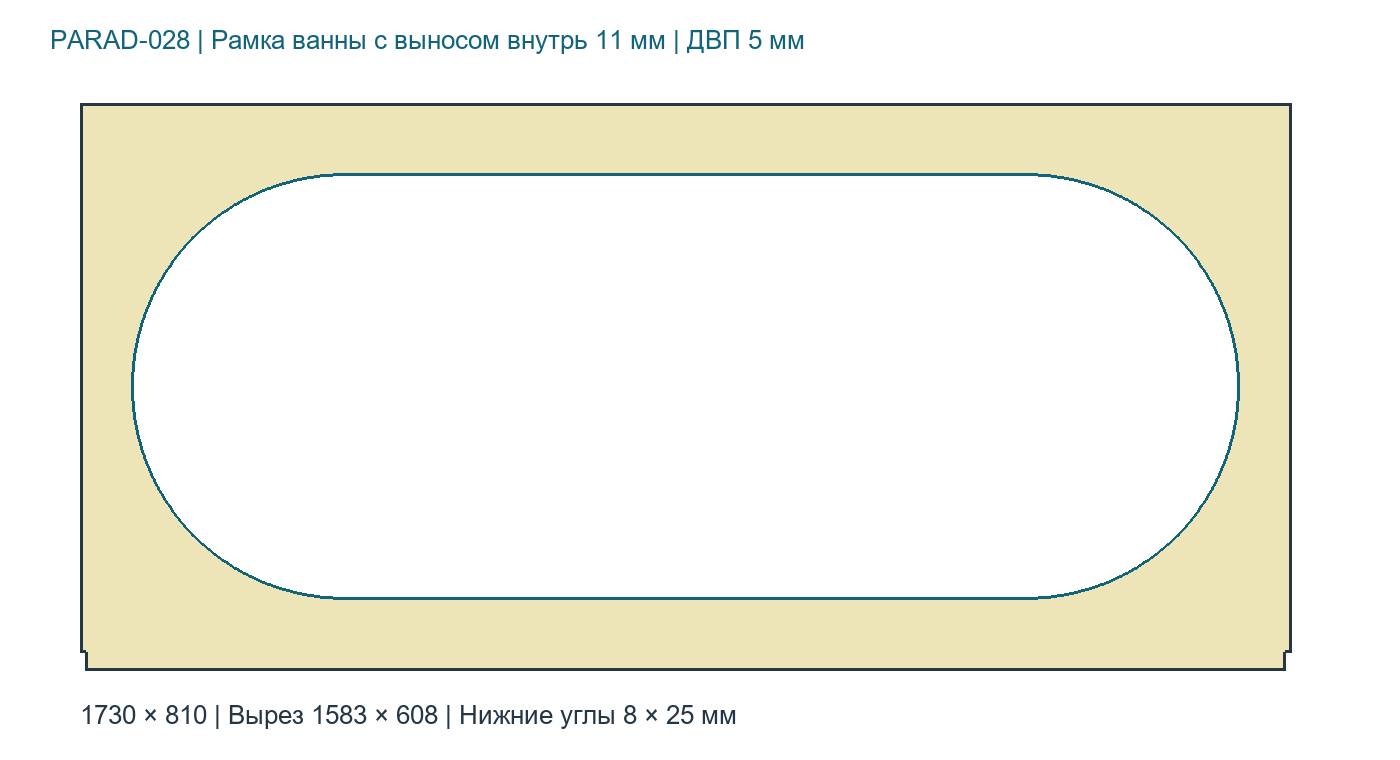 PARAD-028 | Рамка ванны с выносом внутрь 11 мм | ДВП 5 мм
1730 × 810 | Вырез 1583 × 608 | Нижние углы 8 × 25 мм